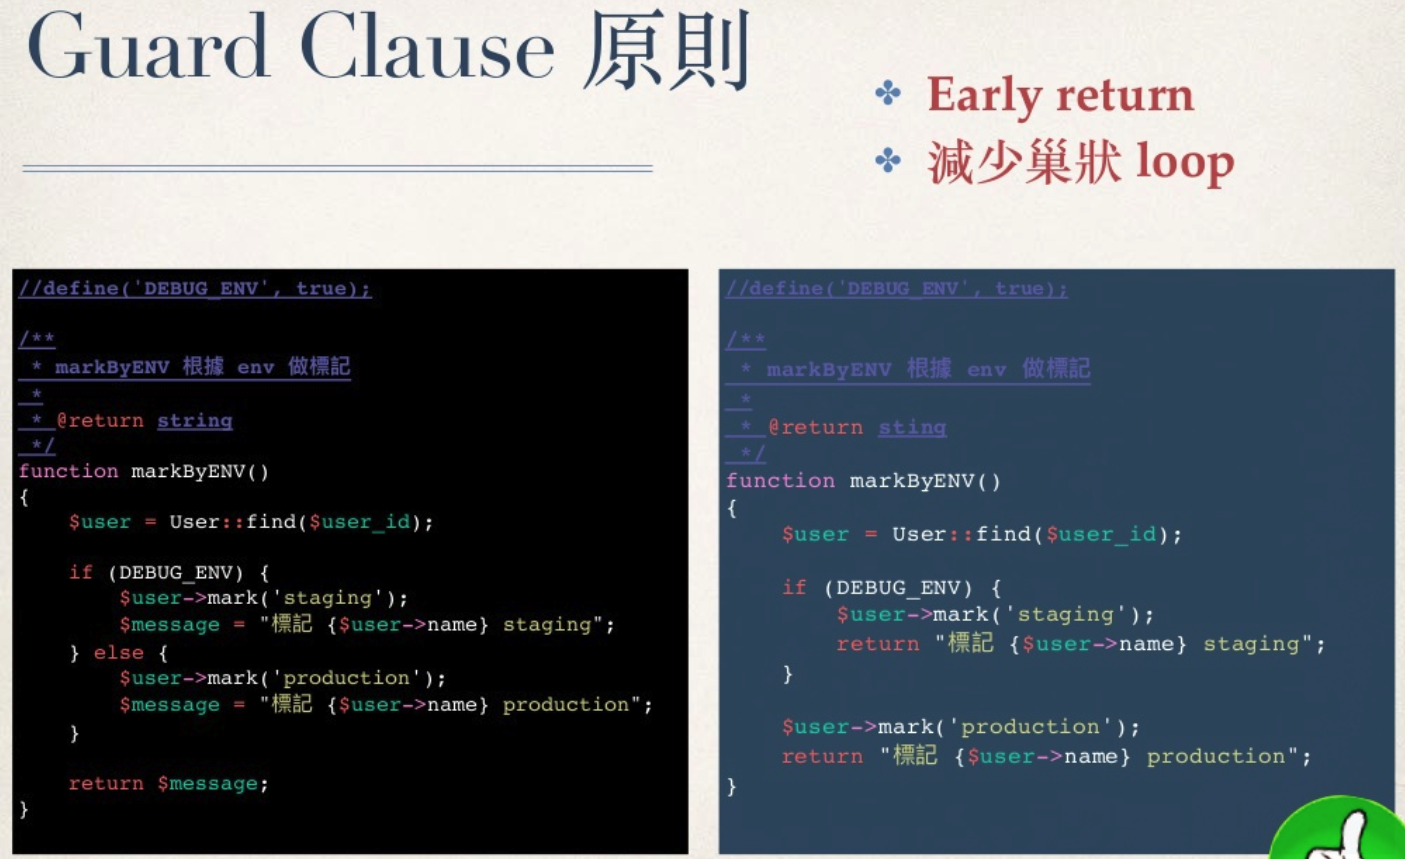 Guard Clause 原則
Early return
減少巢狀 loop
//define('DEBUG_ENV', true);
/**
* markByENV 根據 env 做標記
*
* @return string
*/
function markByENV()
{
$user = User::find($user_id);
if (DEBUG_ENV) {
$user->mark('staging');
$message = "標記 {$user->name} staging";
} else {
$user->mark('production');
$message = "標記 {$user->name} production";
}
return $message;
}
//define('DEBUG_ENV', true);
/**
* markByENV 根據 env 做標記
*
* @return sting
*/
function markByENV()
{
$user = User::find($user_id);
if (DEBUG_ENV) {
$user->mark('staging');
return "標記 {$user->name} staging";
}
$user->mark('production');
return "標記 {$user->name} production";
}